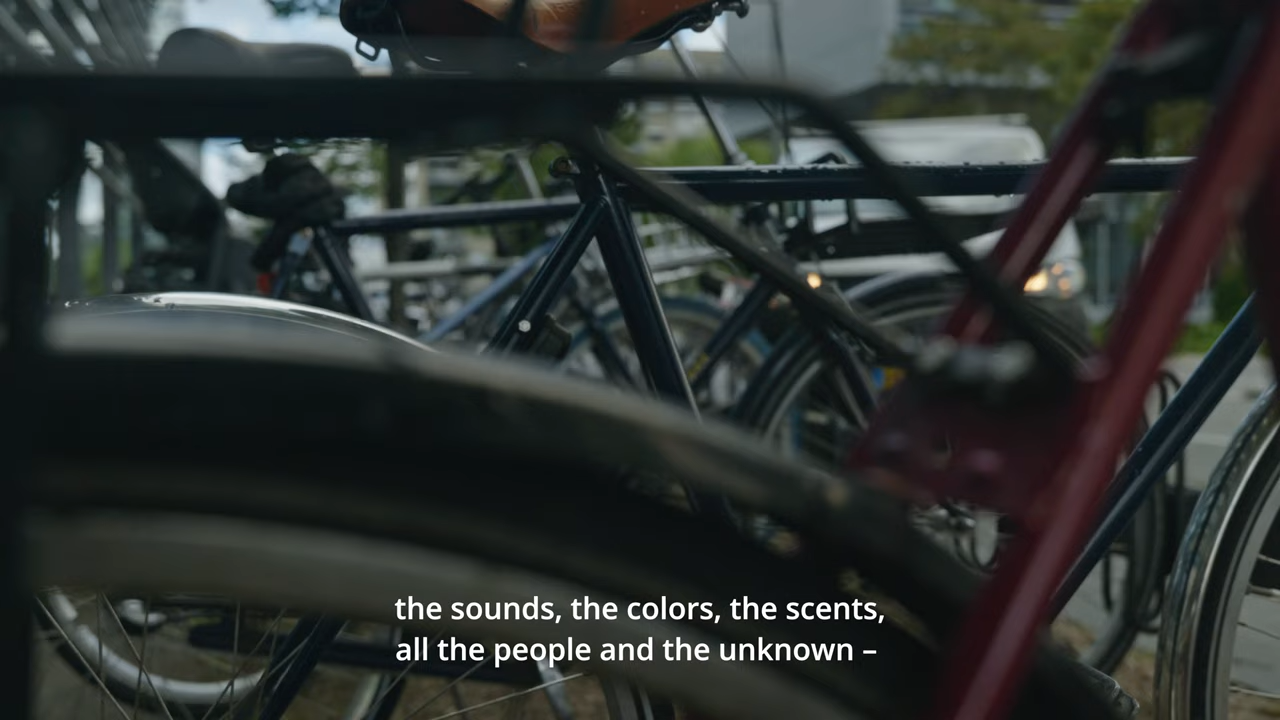 the sounds, the colors, the scents,
all the people and the unknown –